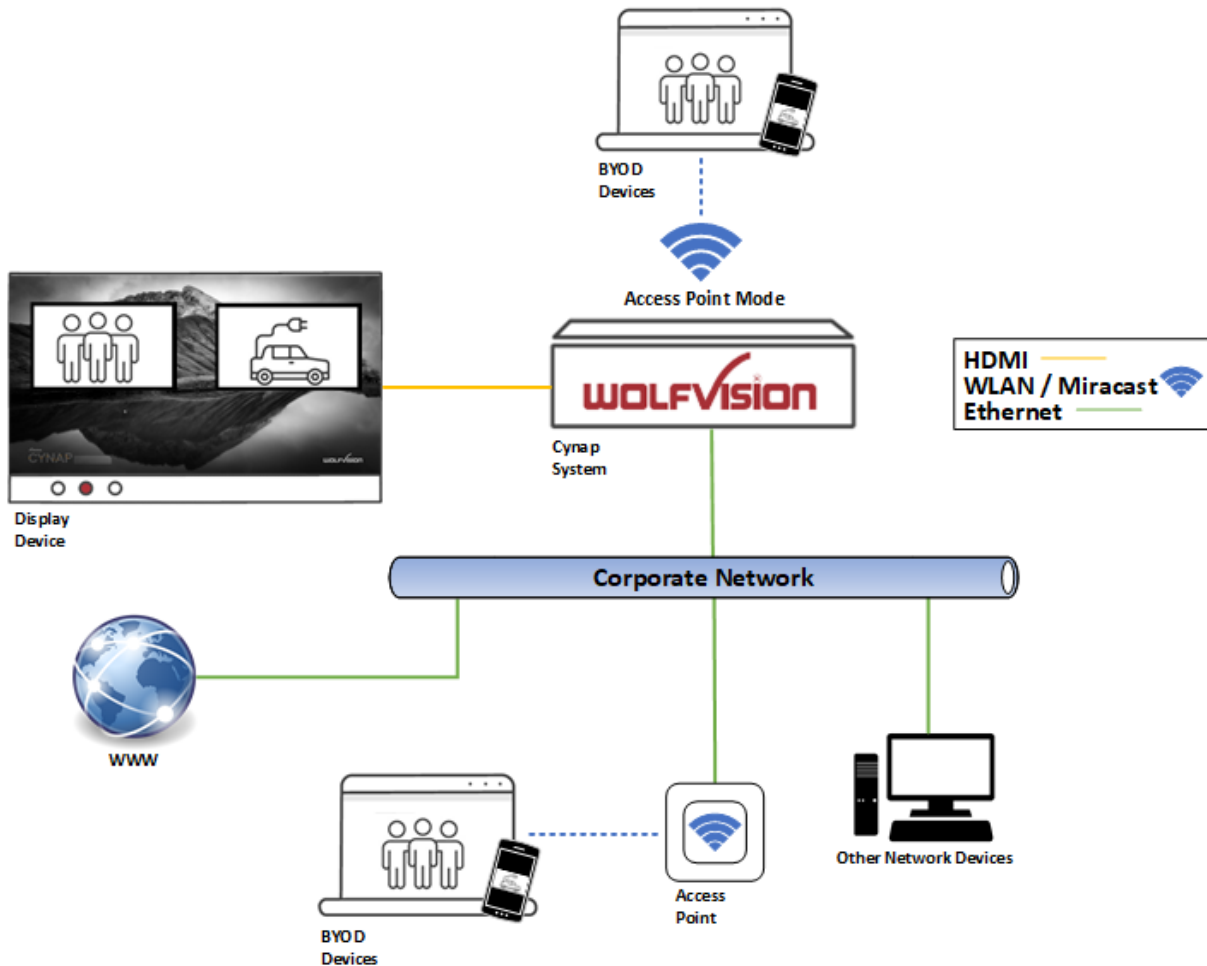 BYOD
Devices
Access Point Mode
WOLFVISION
Cynap
System
HDMI
WLAN / Miracast
Ethernet
CYNAP
WOLFVISION
Display
Device
Corporate Network
WWW
Other Network Devices
Access
Point
BYOD
Devices